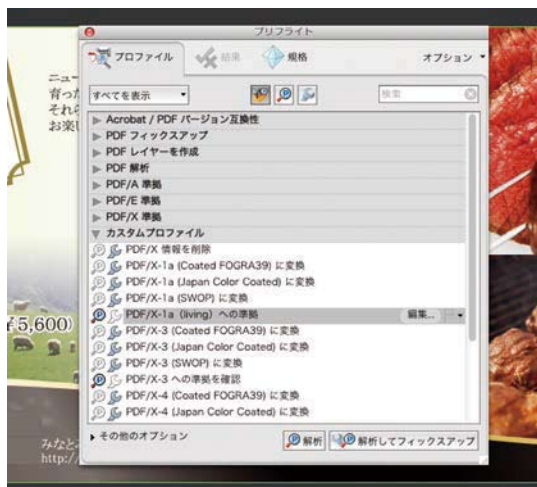 プリフライト
プロファイル
結果
規格
オプション
すべてを表示
検索
Acrobat / PDF バージョン互換性
PDF フィックスアップ
PDF レイヤーを作成
PDF 解析
PDF/A 準拠
PDF/E 準拠
PDF/X 準拠
カスタムプロファイル
PDF/X 情報を削除
PDF/X-1a (Coated FOGRA39) に変換
PDF/X-1a (Japan Color Coated) に変換
PDF/X-1a (SWOP) に変換
PDF/X-1a（living）への準拠 編集...
PDF/X-3 (Coated FOGRA39) に変換
PDF/X-3 (Japan Color Coated) に変換
PDF/X-3 (SWOP) に変換
PDF/X-3 への準拠を確認
PDF/X-4 (Coated FOGRA39) に変換
PDF/X-4 (Japan Color Coated) に変換
その他のオプション
解析
解析してフィックスアップ
ニュー
育った
それら
お楽し
¥5,600)
みなと
http:/